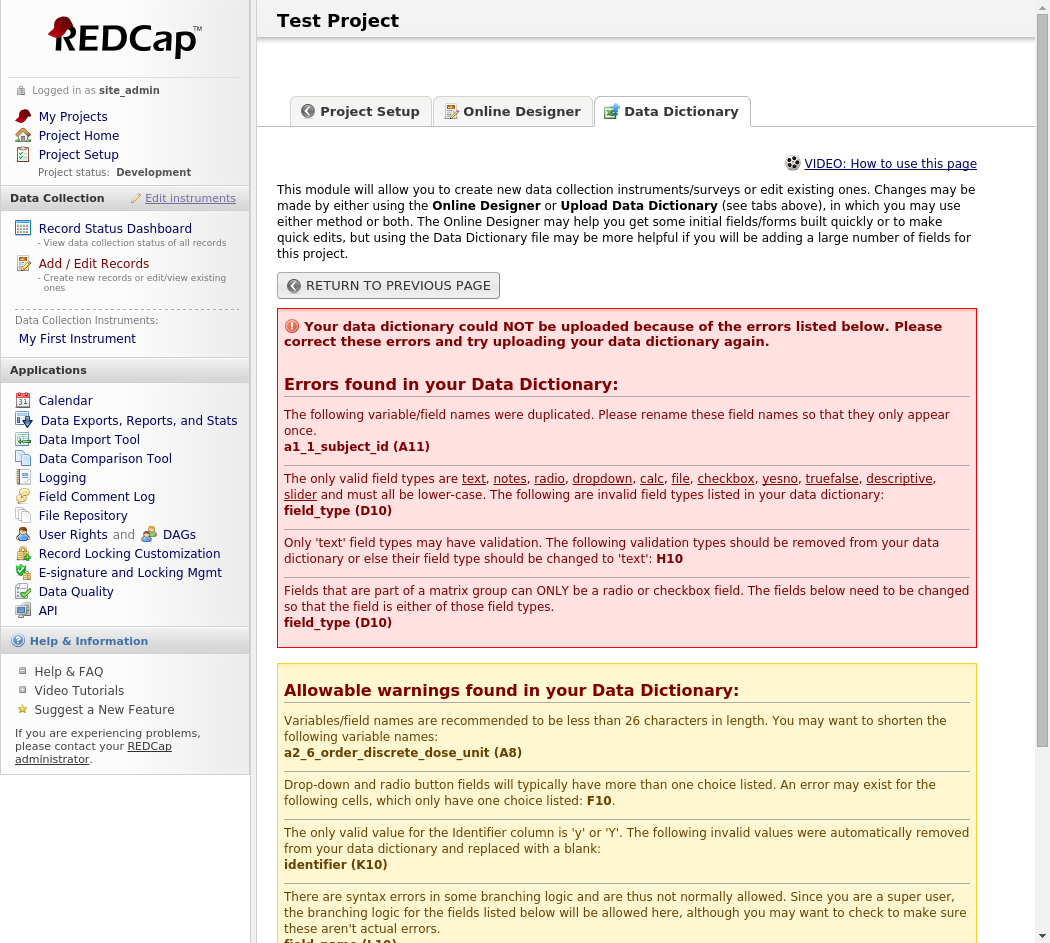 REDCap™
Logged in as site_admin
My Projects
Project Home
Project Setup
Project status: Development
Data Collection
Edit instruments
Record Status Dashboard
- View data collection status of all records
Add / Edit Records
- Create new records or edit/view existing
ones
Data Collection Instruments:
My First Instrument
Applications
31
Calendar
Data Exports, Reports, and Stats
Data Import Tool
Data Comparison Tool
Logging
Field Comment Log
File Repository
User Rights and DAGs
Record Locking Customization
E-signature and Locking Mgmt
Data Quality
API
Help & Information
Help & FAQ
Video Tutorials
Suggest a New Feature
If you are experiencing problems,
please contact your REDCap
administrator.
Test Project
Project Setup
Online Designer
Data Dictionary
VIDEO: How to use this page
This module will allow you to create new data collection instruments/surveys or edit existing ones. Changes may be
made by either using the Online Designer or Upload Data Dictionary (see tabs above), in which you may use
either method or both. The Online Designer may help you get some initial fields/forms built quickly or to make
quick edits, but using the Data Dictionary file may be more helpful if you will be adding a large number of fields for
this project.
RETURN TO PREVIOUS PAGE
Your data dictionary could NOT be uploaded because of the errors listed below. Please
correct these errors and try uploading your data dictionary again.
Errors found in your Data Dictionary:
The following variable/field names were duplicated. Please rename these field names so that they only appear
once.
a1_1_subject_id (A11)
The only valid field types are text, notes, radio, dropdown, calc, file, checkbox, yesno, truefalse, descriptive,
slider and must all be lower-case. The following are invalid field types listed in your data dictionary:
field_type (D10)
Only 'text' field types may have validation. The following validation types should be removed from your data
dictionary or else their field type should be changed to 'text': H10
Fields that are part of a matrix group can ONLY be a radio or checkbox field. The fields below need to be changed
so that the field is either of those field types.
field_type (D10)
Allowable warnings found in your Data Dictionary:
Variables/field names are recommended to be less than 26 characters in length. You may want to shorten the
following variable names:
a2_6_order_discrete_dose_unit (A8)
Drop-down and radio button fields will typically have more than one choice listed. An error may exist for the
following cells, which only have one choice listed: F10.
The only valid value for the Identifier column is 'y' or 'Y'. The following invalid values were automatically removed
from your data dictionary and replaced with a blank:
identifier (K10)
There are syntax errors in some branching logic and are thus not normally allowed. Since you are a super user,
the branching logic for the fields listed below will be allowed here, although you may want to check to make sure
these aren't actual errors.
field_name (L10)